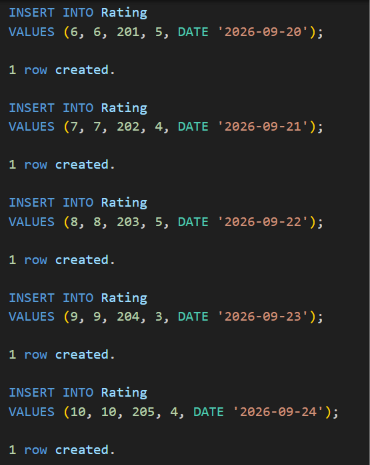 INSERT INTO Rating
VALUES (6, 6, 201, 5, DATE '2026-09-20');
1 row created.
INSERT INTO Rating
VALUES (7, 7, 202, 4, DATE '2026-09-21');
1 row created.
INSERT INTO Rating
VALUES (8, 8, 203, 5, DATE '2026-09-22');
1 row created.
INSERT INTO Rating
VALUES (9, 9, 204, 3, DATE '2026-09-23');
1 row created.
INSERT INTO Rating
VALUES (10, 10, 205, 4, DATE '2026-09-24');
1 row created.